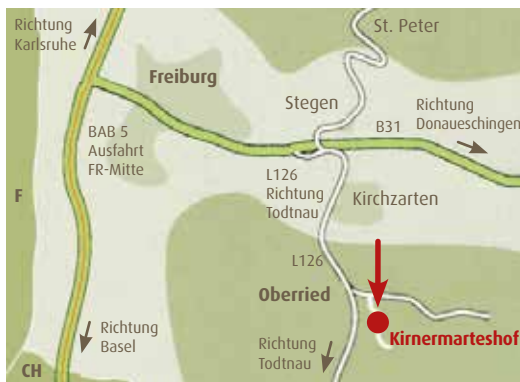 Richtung
Karlsruhe
St. Peter
Freiburg
Stegen
Richtung
Donaueschingen
B31
BAB 5
Ausfahrt
FR-Mitte
L126
Richtung
Todtnau
F
Kirchzarten
L126
Oberried
Richtung
Basel
Kirnermarteshof
Richtung
Todtnau
CH